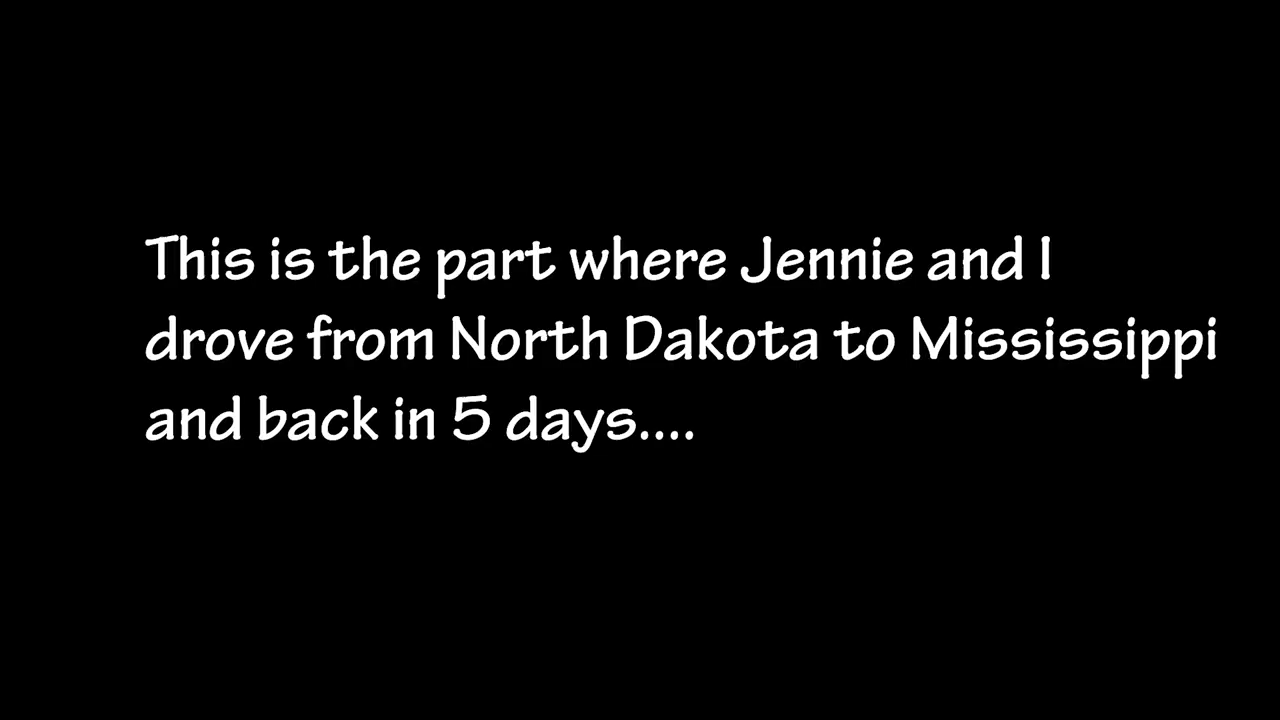 This is the part where Jennie and I
drove from North Dakota to Mississippi
and back in 5 days....